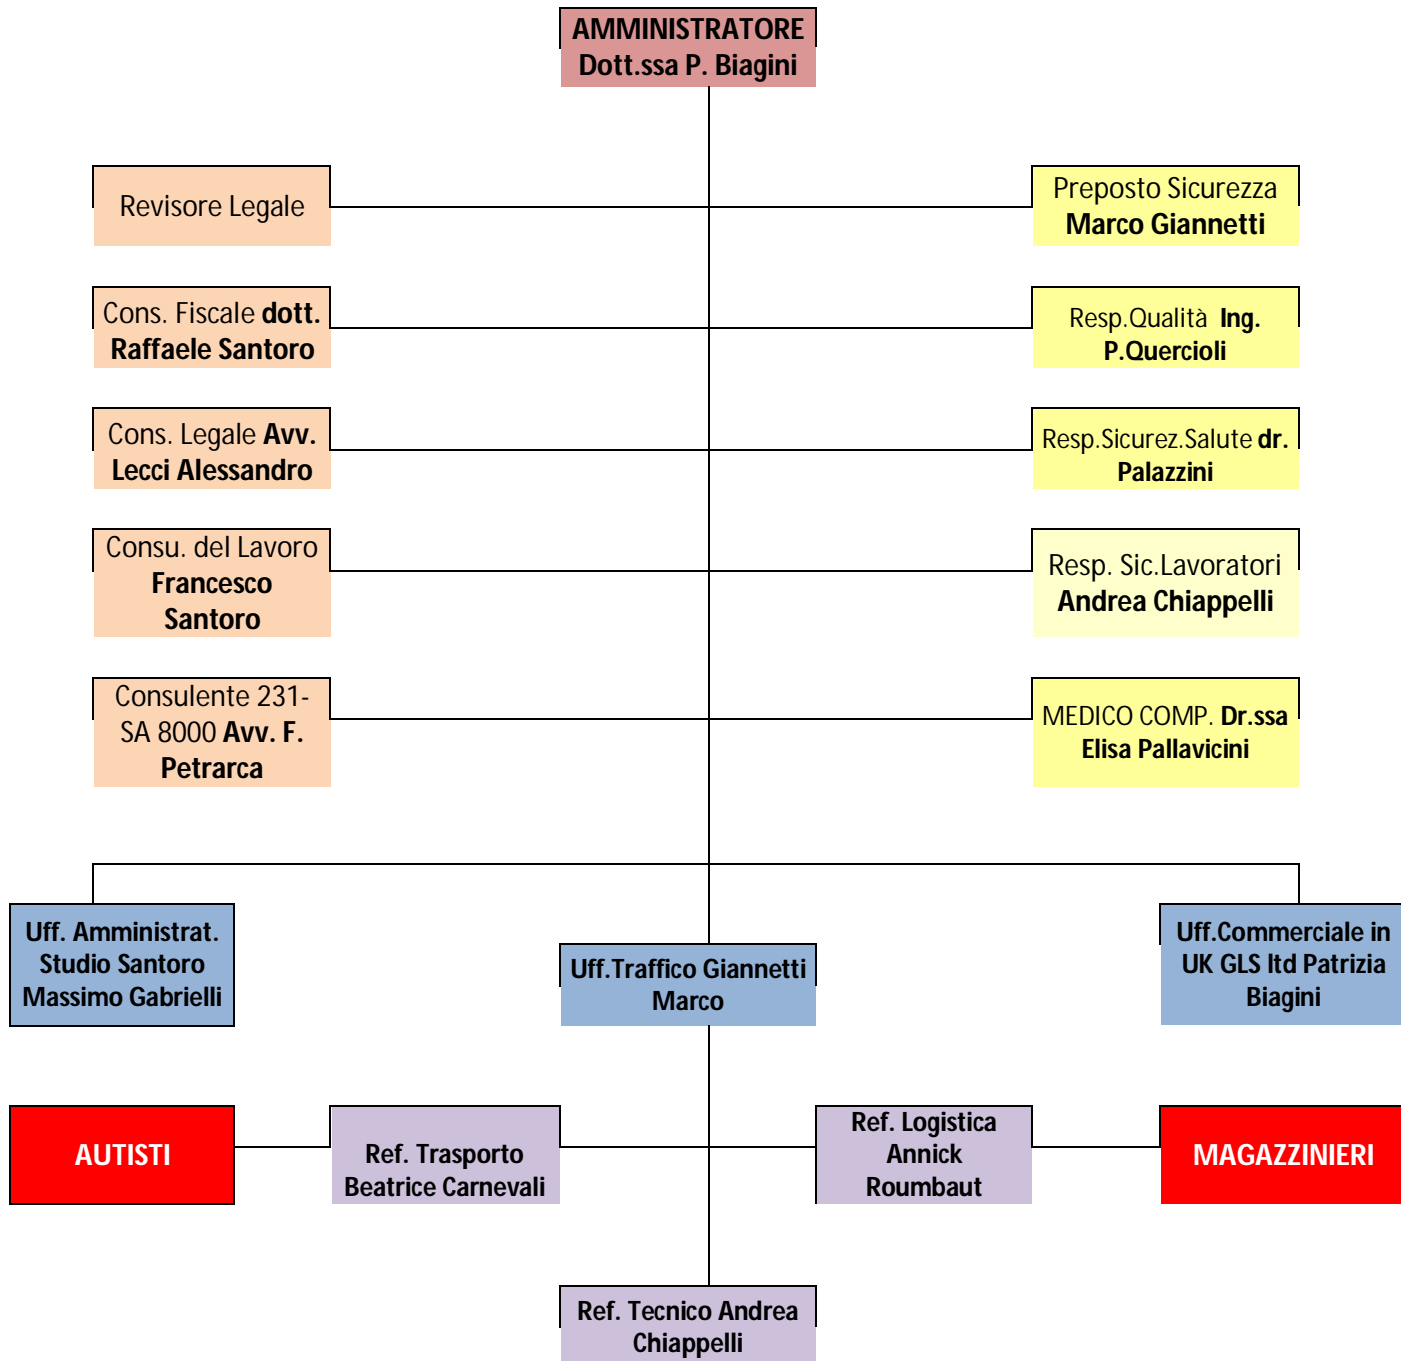 AMMINISTRATORE
Dott.ssa P. Biagini
Revisore Legale
Preposto Sicurezza
Marco Giannetti
Cons. Fiscale dott.
Raffaele Santoro
Resp.Qualità Ing.
P.Quercioli
Cons. Legale Avv.
Lecci Alessandro
Resp.Sicurez.Salute dr.
Palazzini
Consu. del Lavoro
Francesco
Santoro
Resp. Sic.Lavoratori
Andrea Chiappelli
Consulente 231-
SA 8000 Avv. F.
Petrarca
MEDICO COMP. Dr.ssa
Elisa Pallavicini
Uff. Amministrat.
Studio Santoro
Massimo Gabrielli
Uff.Traffico Giannetti
Marco
Uff.Commerciale in
UK GLS ltd Patrizia
Biagini
AUTISTI
Ref. Trasporto
Beatrice Carnevali
Ref. Logistica
Annick
Roumbaut
MAGAZZINIERI
Ref. Tecnico Andrea
Chiappelli